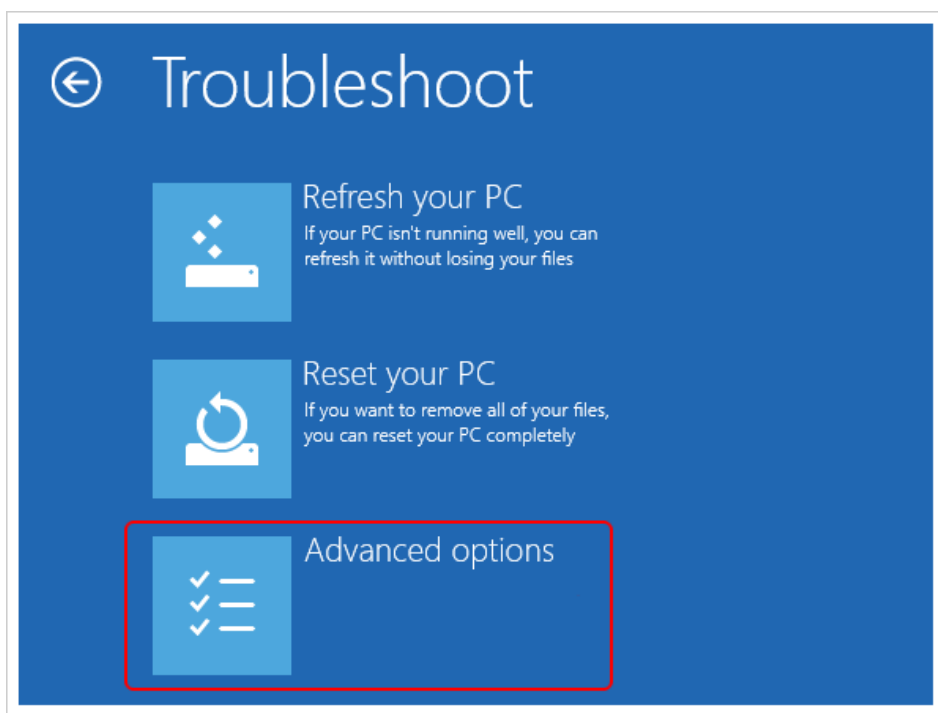 Troubleshoot
Refresh your PC
If your PC isn't running well, you can
refresh it without losing your files
Reset your PC
If you want to remove all of your files,
you can reset your PC completely
Advanced options